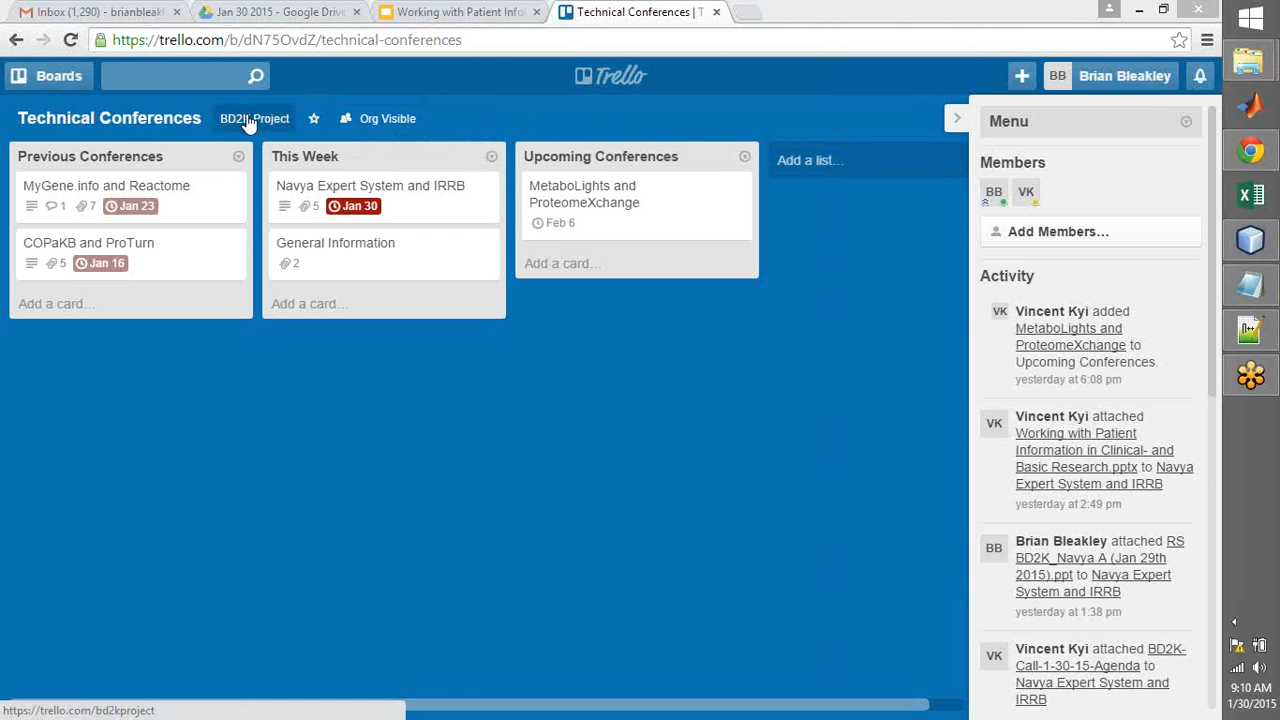 Inbox (1,290) - brianbleak
Jan 30 2015 - Google Drive
Working with Patient Info
Technical Conferences | T
https://trello.com/b/dN75OvdZ/technical-conferences
Boards
Trello
BB Brian Bleakley
Technical Conferences
BD2K Project
Org Visible
Previous Conferences
MyGene.info and Reactome
1 7 Jan 23
COPaKB and ProTurn
5 Jan 16
Add a card…
This Week
Navya Expert System and IRRB
5 Jan 30
General Information
2
Add a card…
Upcoming Conferences
MetaboLights and
ProteomeXchange
Feb 6
Add a card…
Add a list…
Menu
Members
BB VK
Add Members…
Activity
VK Vincent Kyi added
MetaboLights and
ProteomeXchange to
Upcoming Conferences.
yesterday at 6:08 pm
VK Vincent Kyi attached
Working with Patient
Information in Clinical- and
Basic Research.pptx to Navya
Expert System and IRRB
yesterday at 2:49 pm
BB Brian Bleakley attached RS
BD2K_Navya A (Jan 29th
2015).ppt to Navya Expert
System and IRRB
yesterday at 1:38 pm
VK Vincent Kyi attached BD2K-
Call-1-30-15-Agenda to
Navya Expert System and
IRRB
https://trello.com/bd2kproject
9:10 AM
1/30/2015